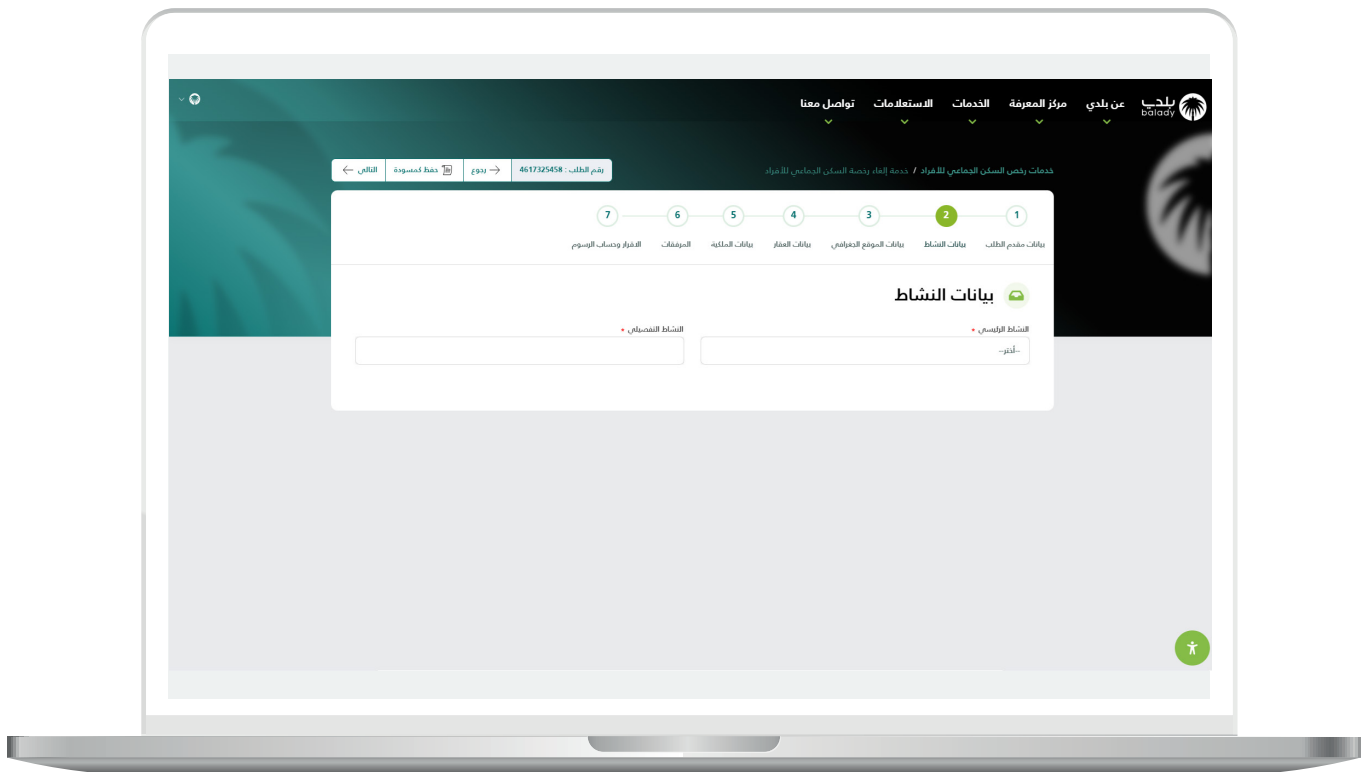 بلدي
balady
عن بلدي
مركز المعرفة
الخدمات
الاستعلامات
تواصل معنا
خدمات رخص السكن الجماعي للأفراد / خدمة إلغاء رخصة السكن الجماعي للأفراد
رقم الطلب : 4617325458
رجوع
حفظ كمسودة
التالي
1
2
3
4
5
6
7
بيانات مقدم الطلب
بيانات النشاط
بيانات الموقع الجغرافي
بيانات العقار
بيانات الملكية
المرفقات
الاقرار وحساب الرسوم
بيانات النشاط
النشاط الرئيسي •
النشاط التفصيلي •
--أختر--